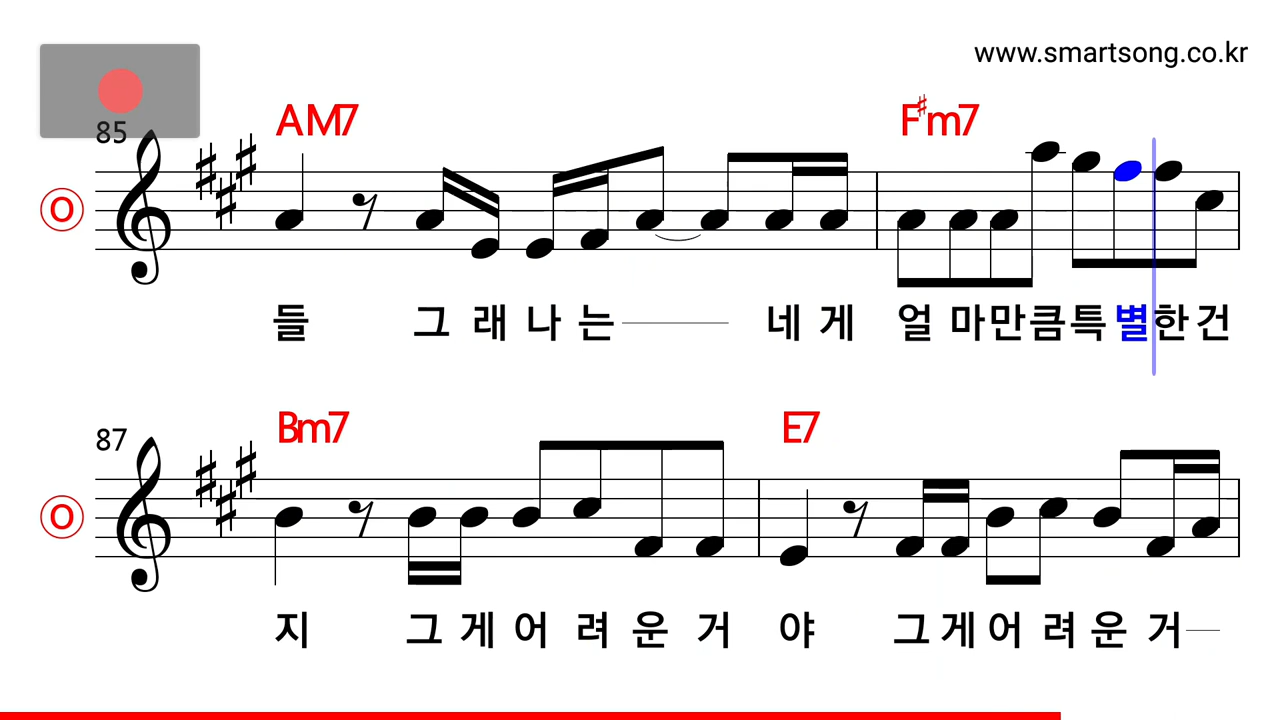 www.smartsong.co.kr
AM7 F♯m7
85
O
들 그 래 나 는 네 게 얼 마 만 큼 특 별 한 건
Bm7 E7
87
O
지 그 게 어 려 운 거 야 그 게 어 려 운 거